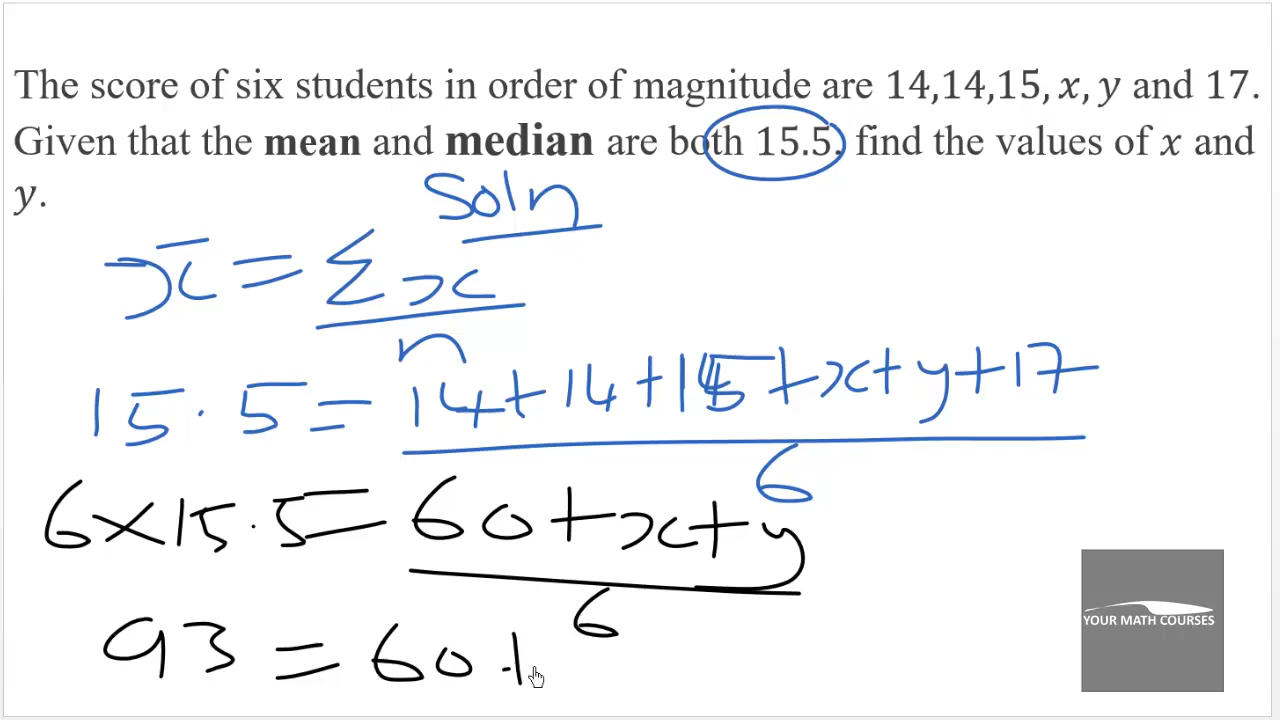 The score of six students in order of magnitude are 14,14,15, x, y and 17.
Given that the mean and median are both 15.5, find the values of x and
y.
Soln
x̄ = Σx
n
15.5 = 14+14+15+x+y+17
6
6×15.5 = 60+x+y
6
93 = 60+
YOUR MATH COURSES